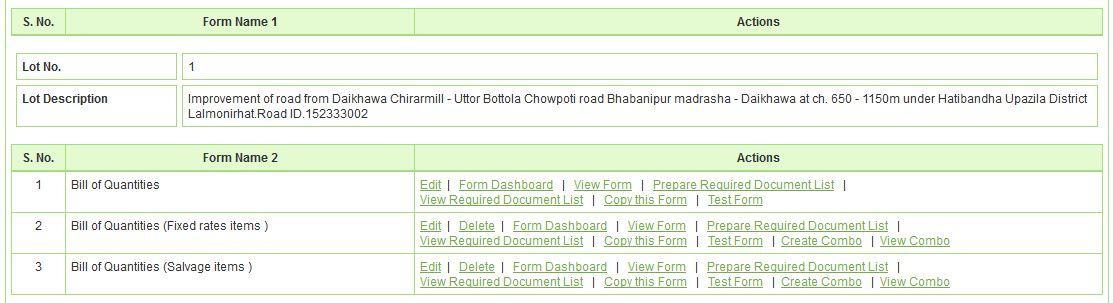 S. No. Form Name 1 Actions
Lot No. 1
Lot Description Improvement of road from Daikhawa Chirarmill - Uttor Bottola Chowpoti road Bhabanipur madrasha - Daikhawa at ch. 650 - 1150m under Hatibandha Upazila District
Lalmonirhat.Road ID.152333002
S. No. Form Name 2 Actions
1 Bill of Quantities Edit | Form Dashboard | View Form | Prepare Required Document List |
View Required Document List | Copy this Form | Test Form
2 Bill of Quantities (Fixed rates items ) Edit | Delete | Form Dashboard | View Form | Prepare Required Document List |
View Required Document List | Copy this Form | Test Form | Create Combo | View Combo
3 Bill of Quantities (Salvage items ) Edit | Delete | Form Dashboard | View Form | Prepare Required Document List |
View Required Document List | Copy this Form | Test Form | Create Combo | View Combo